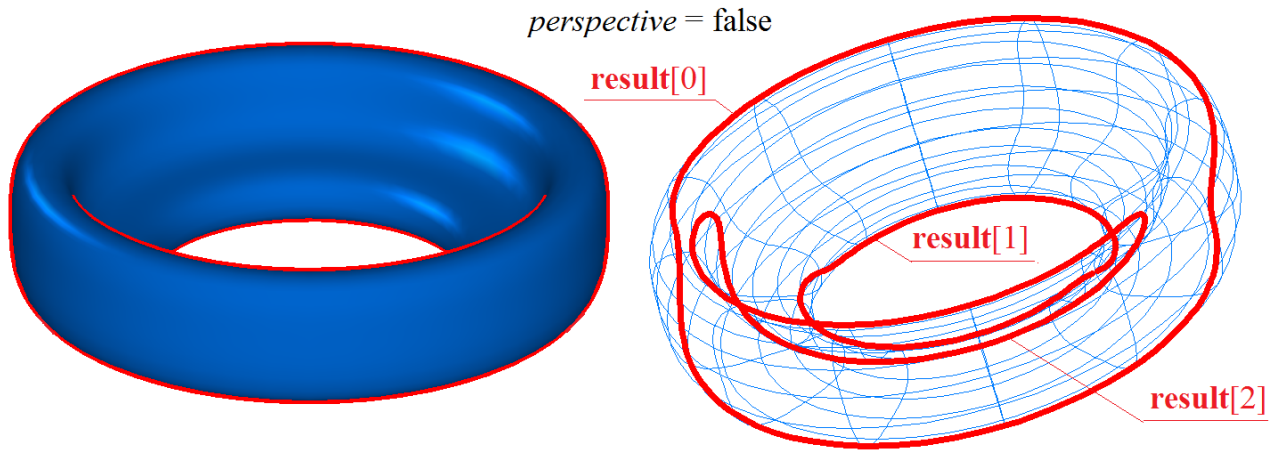 perspective = false
result[0]
result[1]
result[2]